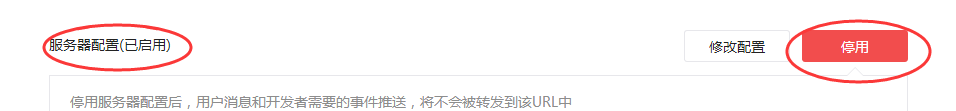 服务器配置(已启用) 修改配置 停用
停用服务器配置后，用户消息和开发者需要的事件推送，将不会被转发到该URL中